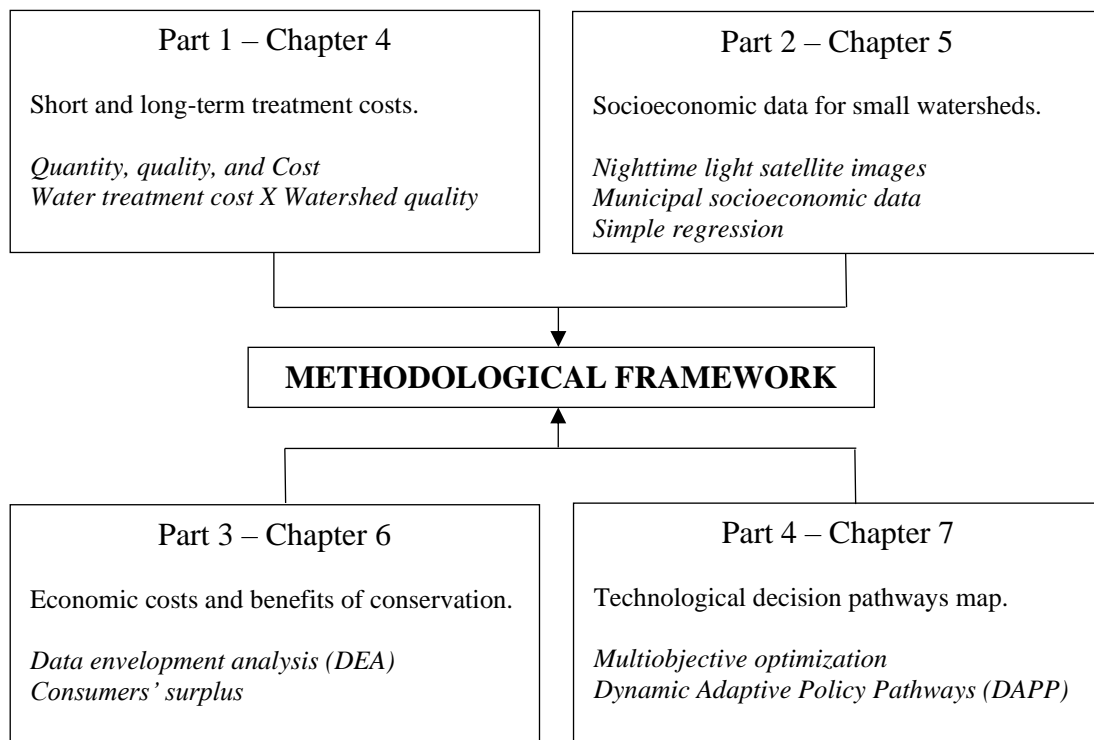 Part 1 – Chapter 4
Short and long-term treatment costs.
Quantity, quality, and Cost
Water treatment cost X Watershed quality
Part 2 – Chapter 5
Socioeconomic data for small watersheds.
Nighttime light satellite images
Municipal socioeconomic data
Simple regression
METHODOLOGICAL FRAMEWORK
Part 3 – Chapter 6
Economic costs and benefits of conservation.
Data envelopment analysis (DEA)
Consumers’ surplus
Part 4 – Chapter 7
Technological decision pathways map.
Multiobjective optimization
Dynamic Adaptive Policy Pathways (DAPP)